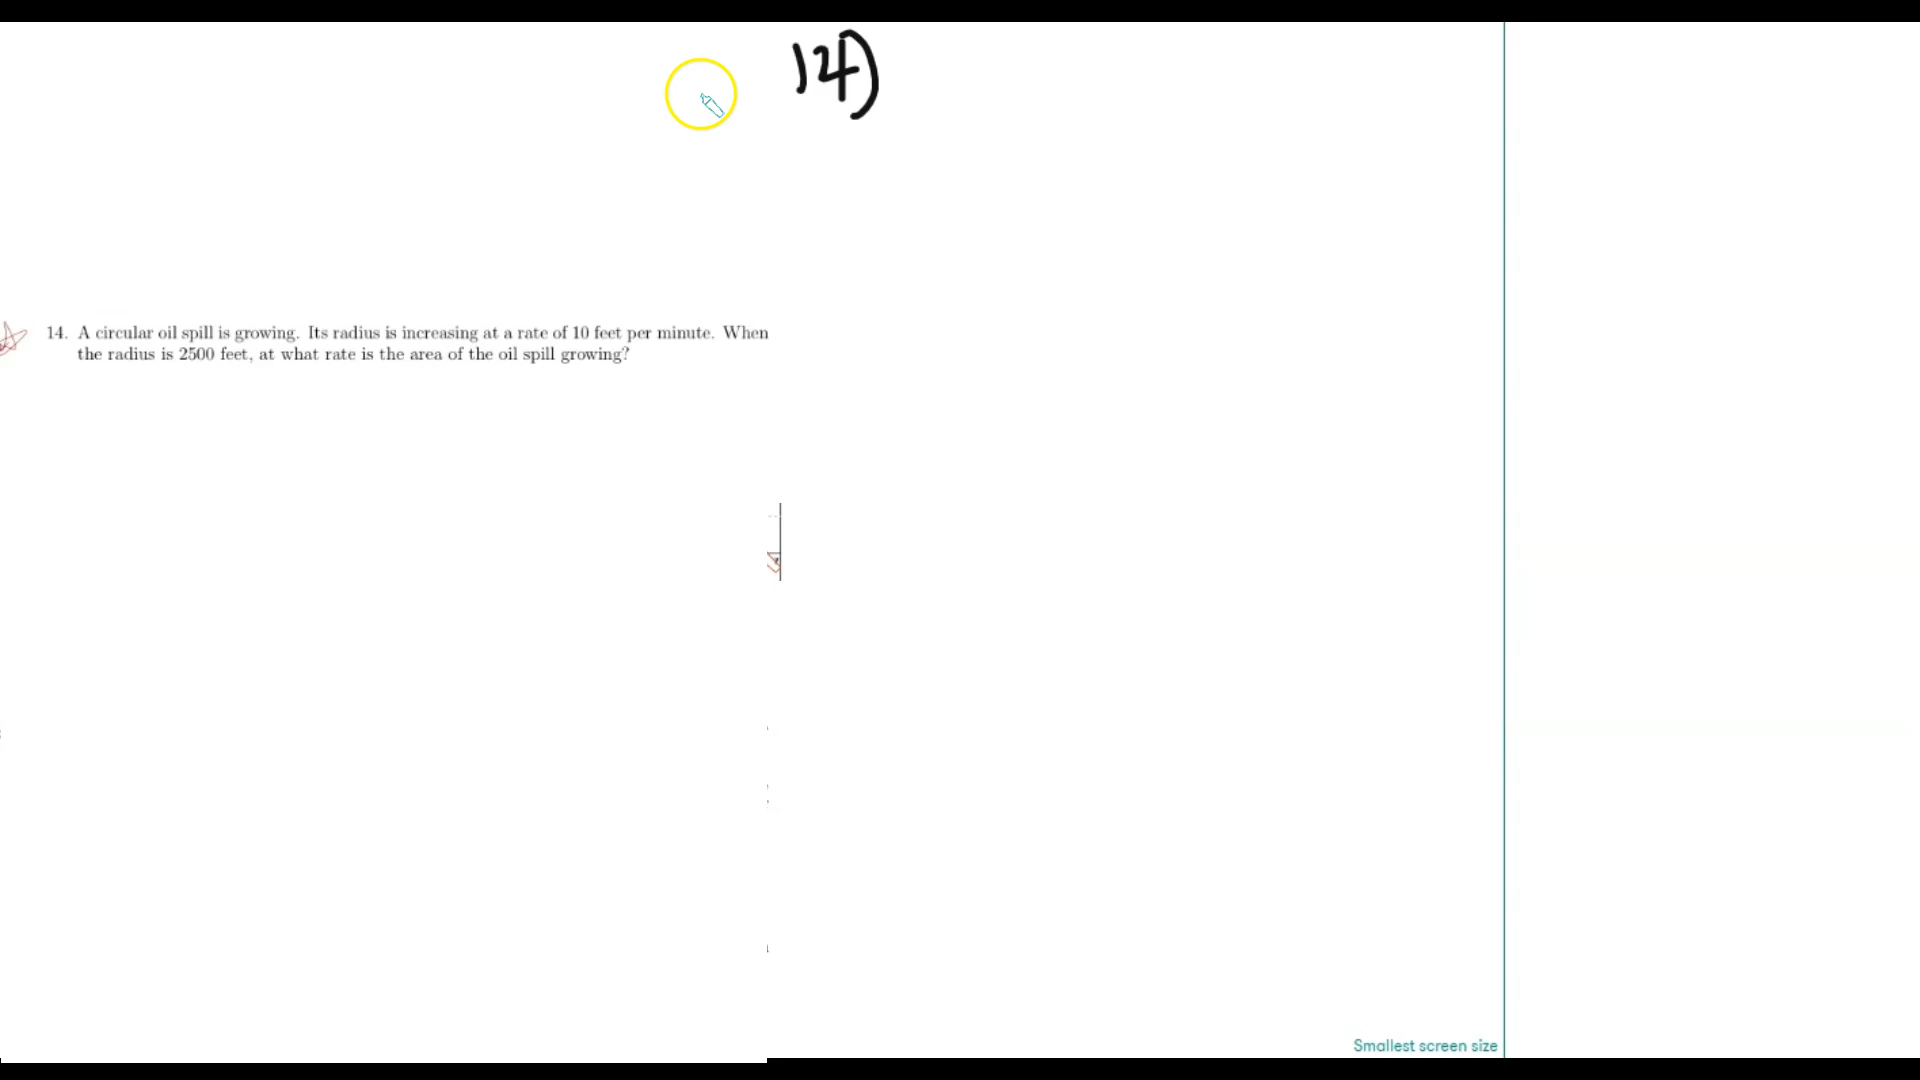 14)
14. A circular oil spill is growing. Its radius is increasing at a rate of 10 feet per minute. When
the radius is 2500 feet, at what rate is the area of the oil spill growing?
Smallest screen size